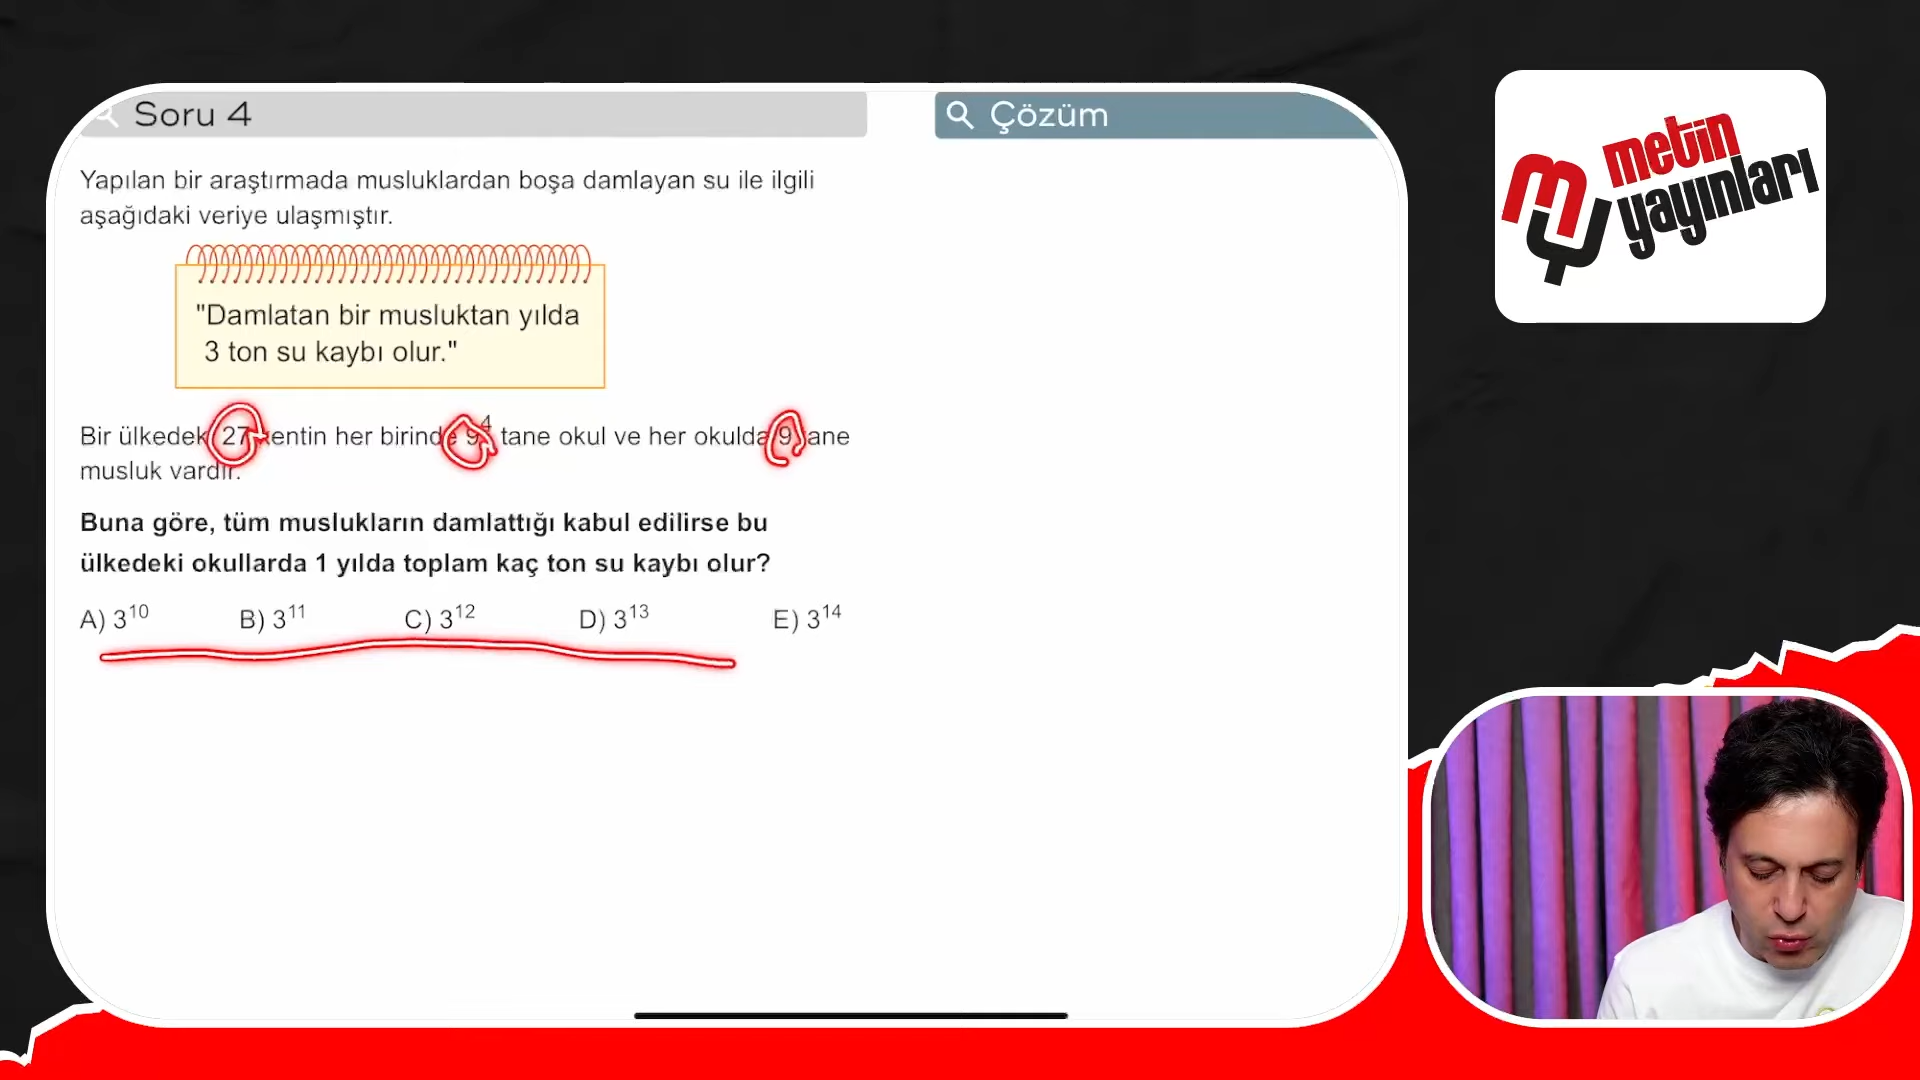 Soru 4
Çözüm
Yapılan bir araştırmada musluklardan boşa damlayan su ile ilgili
aşağıdaki veriye ulaşmıştır.
"Damlatan bir musluktan yılda
3 ton su kaybı olur."
Bir ülkedeki 27 kentin her birinde 9⁴ tane okul ve her okulda 9 tane
musluk vardır.
Buna göre, tüm muslukların damlattığı kabul edilirse bu
ülkedeki okullarda 1 yılda toplam kaç ton su kaybı olur?
A) 3¹⁰ B) 3¹¹ C) 3¹² D) 3¹³ E) 3¹⁴
metin
yayınları